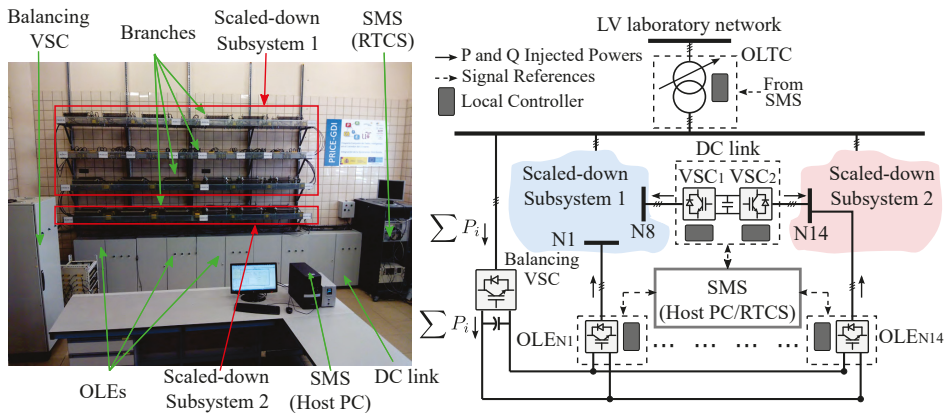 Balancing
VSC
Branches
Scaled-down
Subsystem 1
SMS
(RTCS)
PRICE-GDI
OLEs
Scaled-down
Subsystem 2
SMS
(Host PC)
DC link
LV laboratory network
OLTC
P and Q Injected Powers
Signal References
Local Controller
From
SMS
DC link
Scaled-down
Subsystem 1
VSC1 VSC2
Scaled-down
Subsystem 2
N8
N14
N1
∑ Pi
Balancing
VSC
∑ Pi
SMS
(Host PC/RTCS)
OLEN1
... ... ... ...
OLEN14